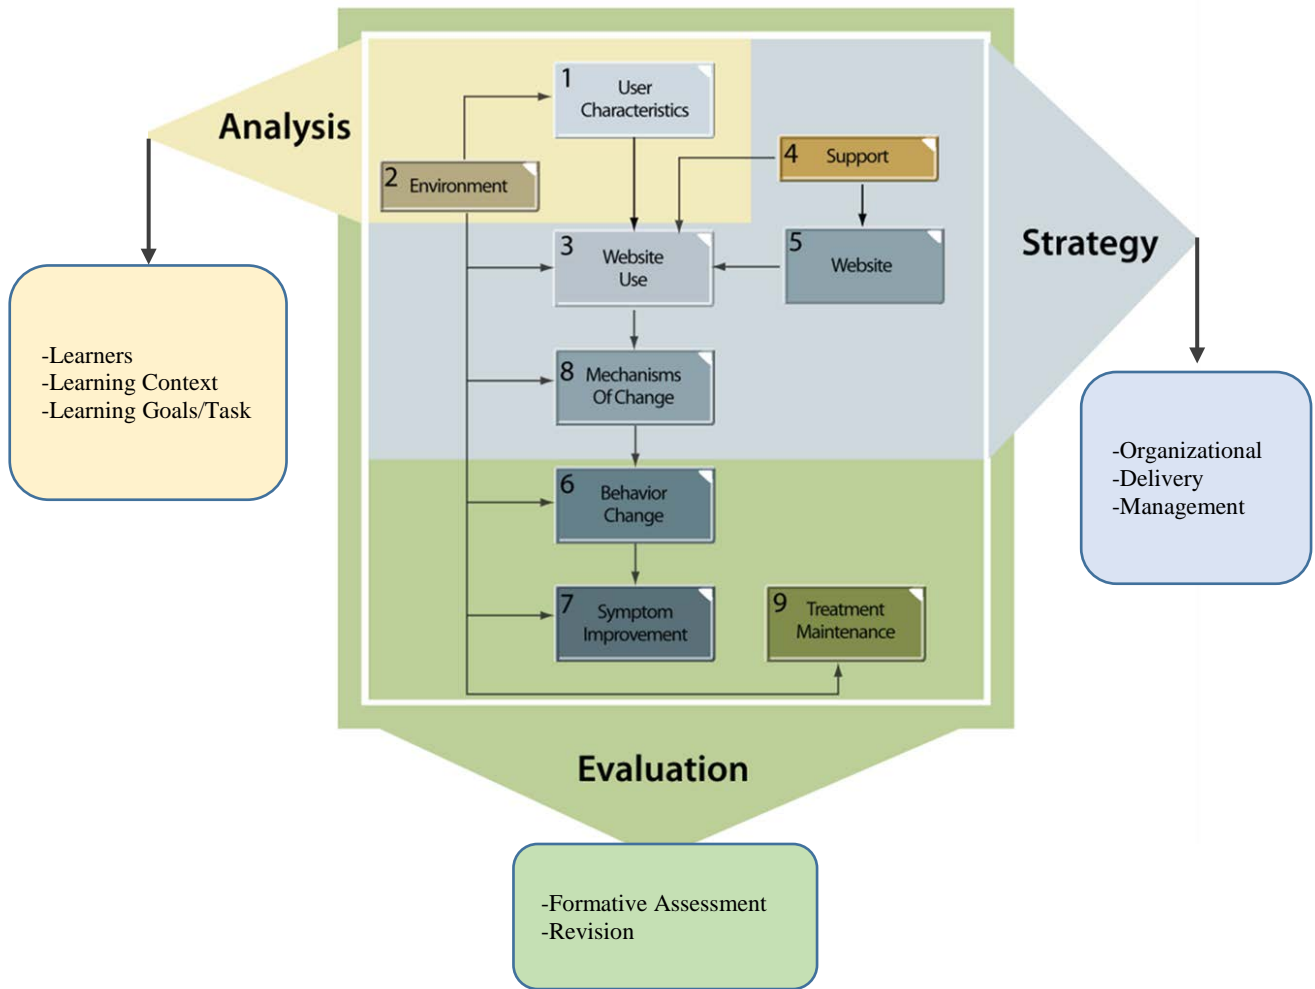 1
User
Characteristics
Analysis
2 Environment
4 Support
3
Website
Use
5
Website
Strategy
-Learners
-Learning Context
-Learning Goals/Task
8
Mechanisms
Of Change
-Organizational
-Delivery
-Management
6
Behavior
Change
7
Symptom
Improvement
9
Treatment
Maintenance
Evaluation
-Formative Assessment
-Revision